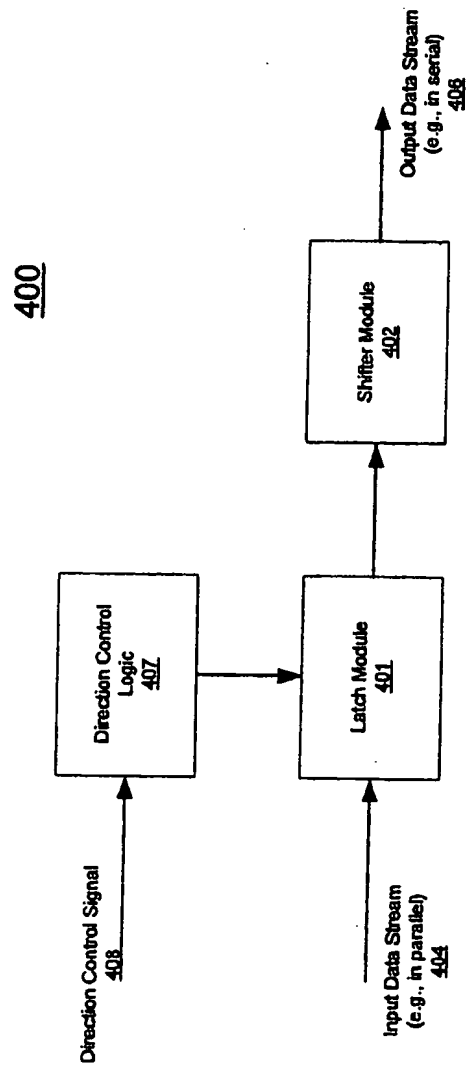 400
Direction Control Signal
408
Direction Control
Logic
407
Input Data Stream
(e.g., in parallel)
404
Latch Module
401
Shifter Module
402
Output Data Stream
(e.g., in serial)
406